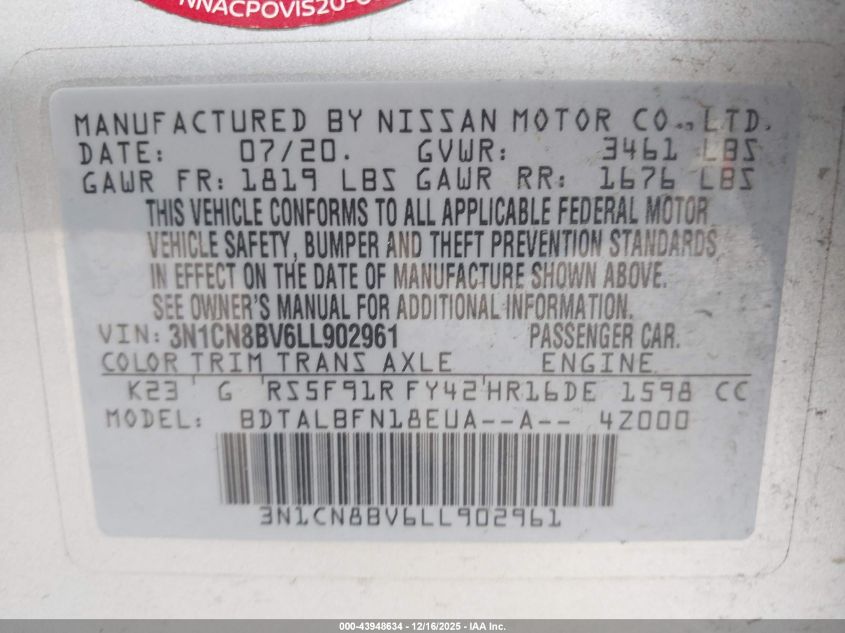 NNACPOVIS20-0
MANUFACTURED BY NISSAN MOTOR CO., LTD.
DATE: 07/20. GVWR: 3461 LBS
GAWR FR: 1819 LBS GAWR RR: 1676 LBS
THIS VEHICLE CONFORMS TO ALL APPLICABLE FEDERAL MOTOR
VEHICLE SAFETY, BUMPER AND THEFT PREVENTION STANDARDS
IN EFFECT ON THE DATE OF MANUFACTURE SHOWN ABOVE.
SEE OWNER'S MANUAL FOR ADDITIONAL INFORMATION.
VIN: 3N1CN8BV6LL902961 PASSENGER CAR.
COLOR TRIM TRANS AXLE ENGINE
K23 G RS5F91R FY42 HR16DE 1598 CC
MODEL: BDTALBFN18EUA--A-- 4Z000
3N1CN8BV6LL902961
000-43948634 - 12/16/2025 - IAA Inc.